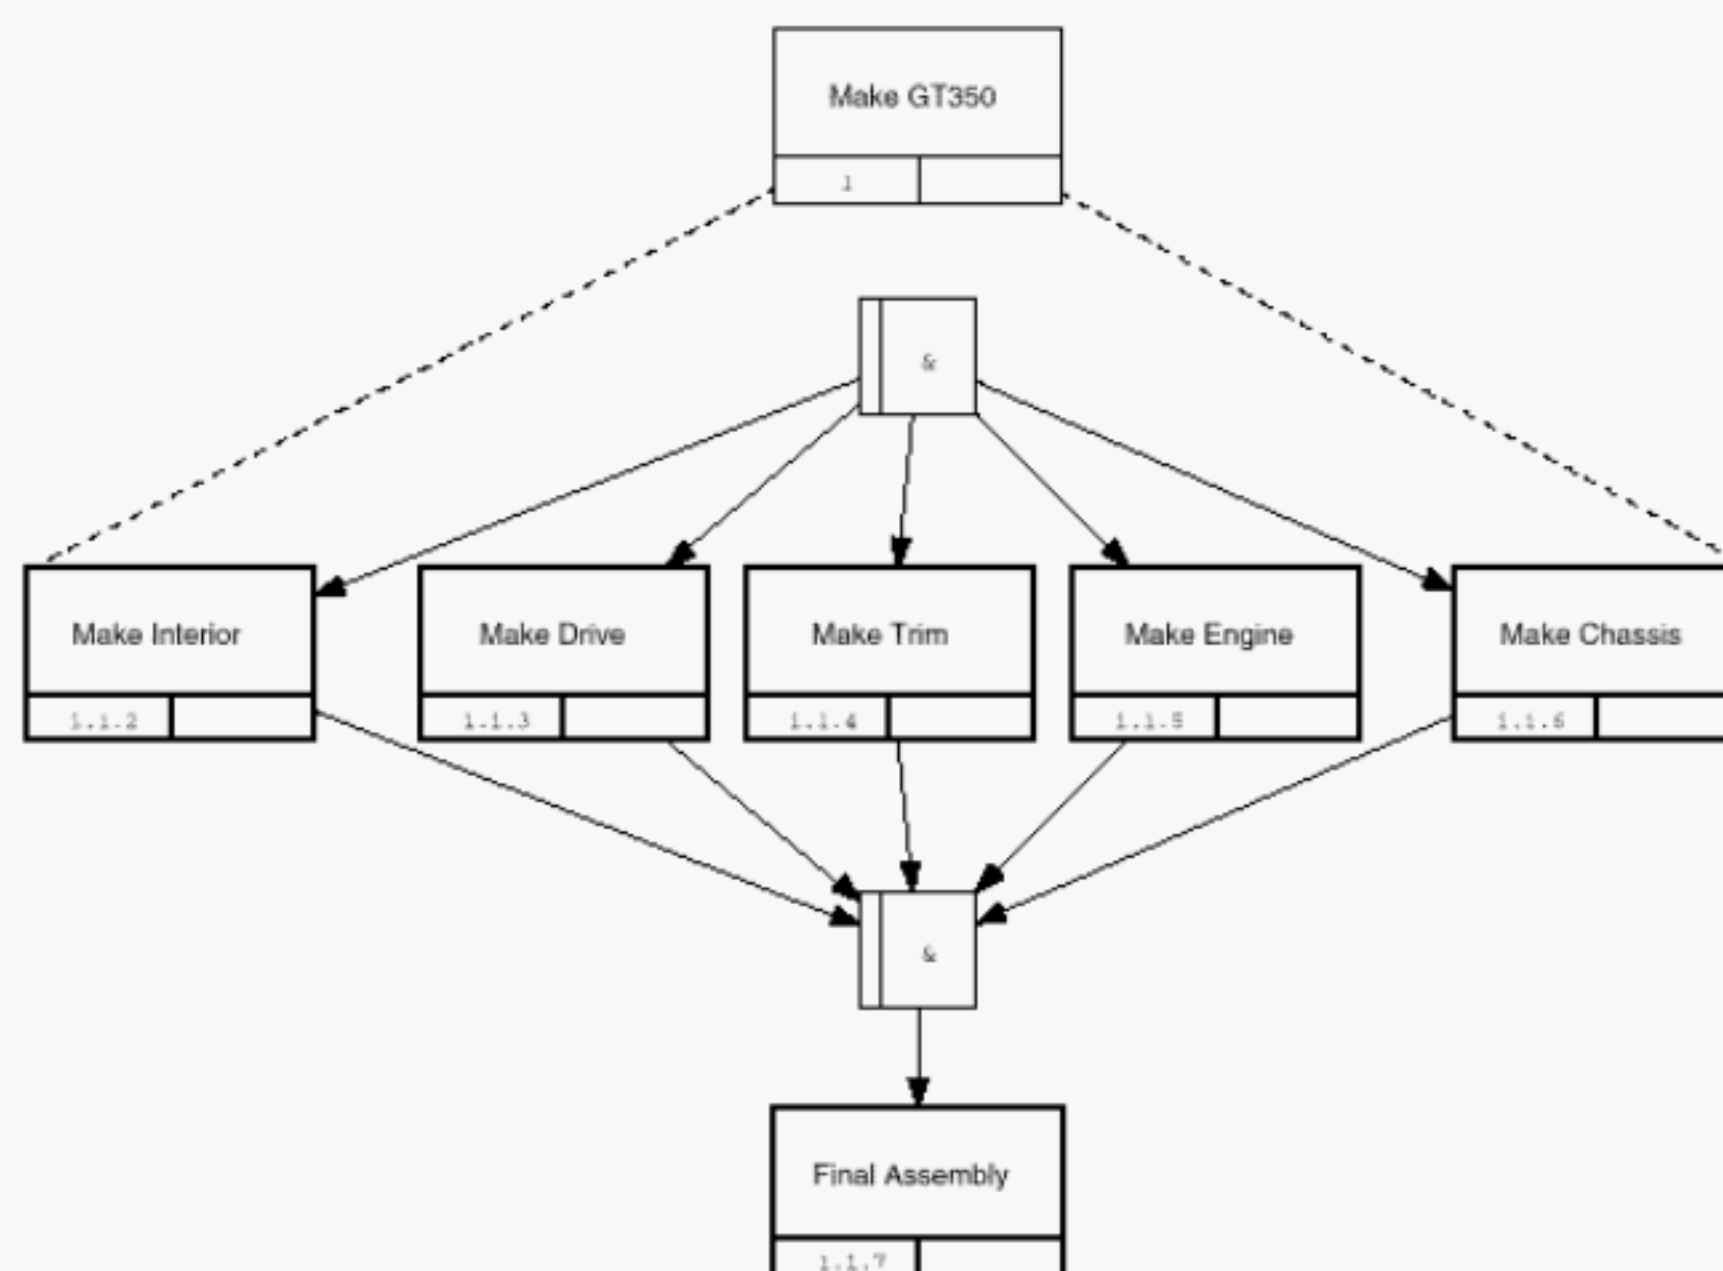 Make GT350
1
&
Make Interior
Make Drive
Make Trim
Make Engine
Make Chassis
1.1.2
1.1.3
1.1.4
1.1.5
1.1.6
&
Final Assembly
1.1.7